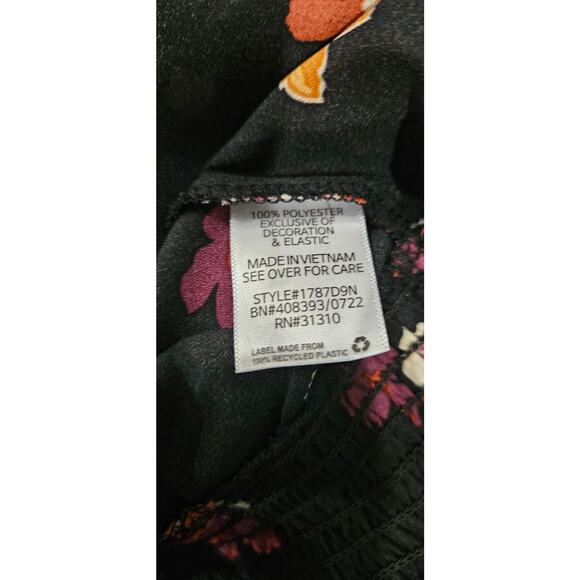 100% POLYESTER
EXCLUSIVE OF
DECORATION
& ELASTIC
MADE IN VIETNAM
SEE OVER FOR CARE
STYLE#1787D9N
BN#408393/0722
RN#31310
LABEL MADE FROM
100% RECYCLED PLASTIC